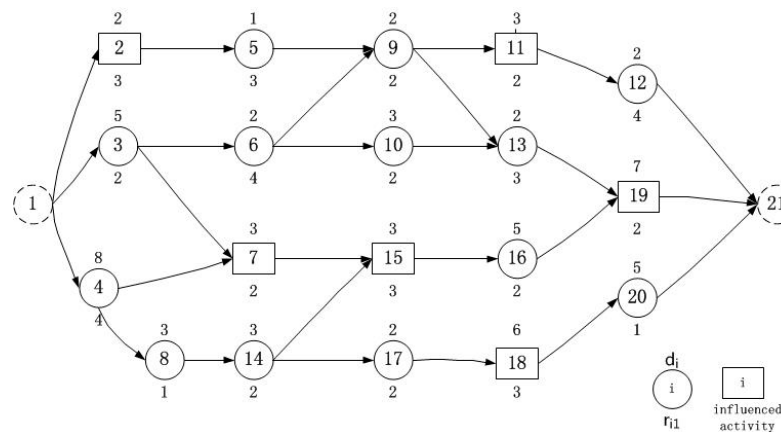 2 1 2 3
2 5 9 11 2
3 3 2 2 12
5 2 3 2 4
3 6 10 13 7
2 4 2 3
1 19 21
3 3 5 2
8 7 15 16 5
4 2 3 2 20
4 3 3 2 6 1
8 14 17 18 dᵢ
1 2 2 3 i i
rᵢ₁ influenced
activity